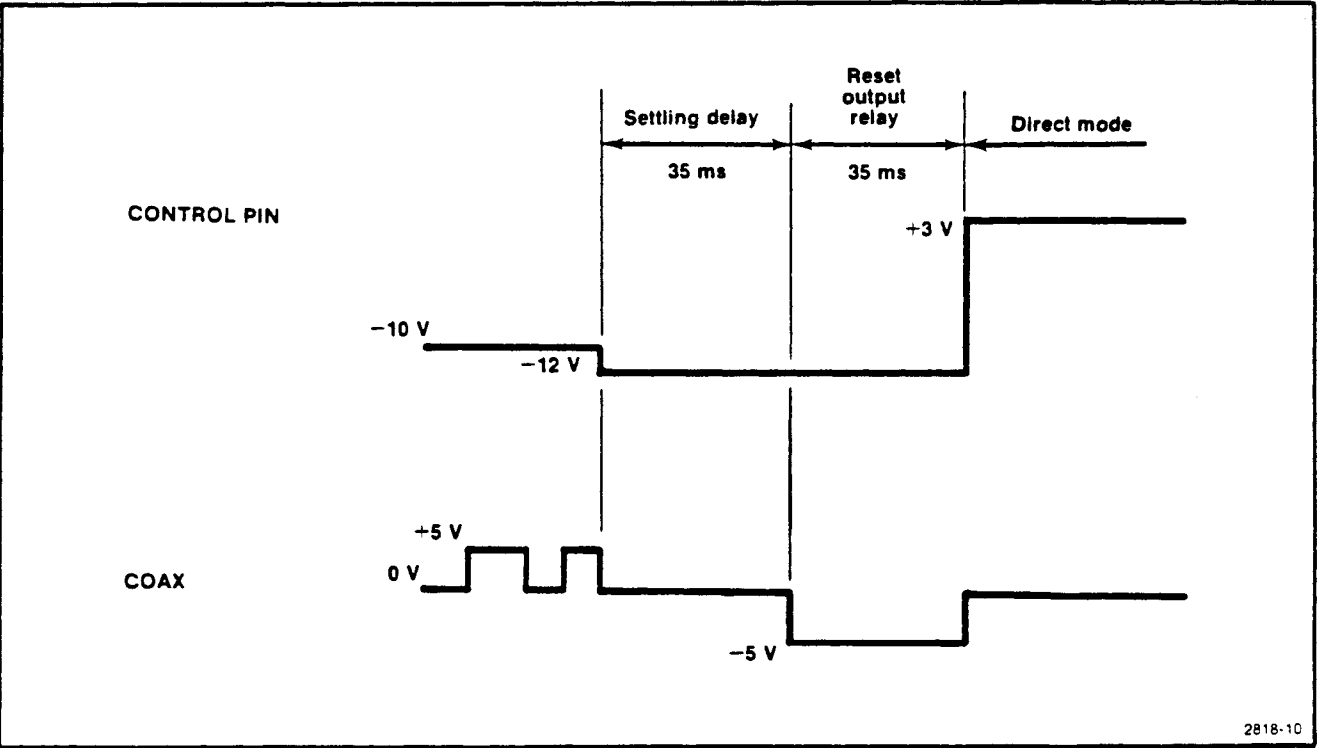 Reset
output
relay
Settling delay
Direct mode
35 ms
35 ms
CONTROL PIN
+3 V
−10 V
−12 V
+5 V
0 V
COAX
−5 V
2818-10